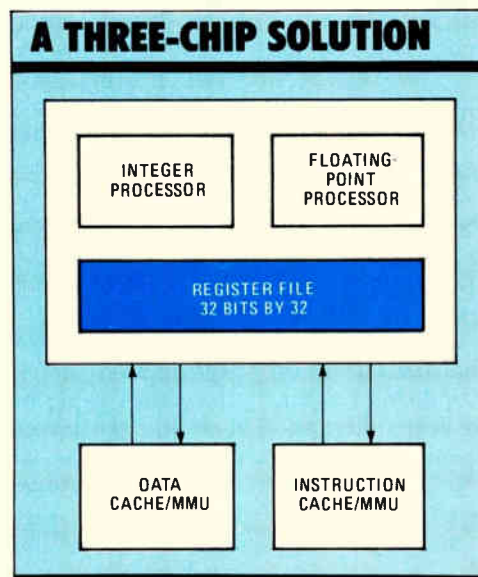 A THREE-CHIP SOLUTION
INTEGER
PROCESSOR
FLOATING-
POINT
PROCESSOR
REGISTER FILE
32 BITS BY 32
DATA
CACHE/MMU
INSTRUCTION
CACHE/MMU